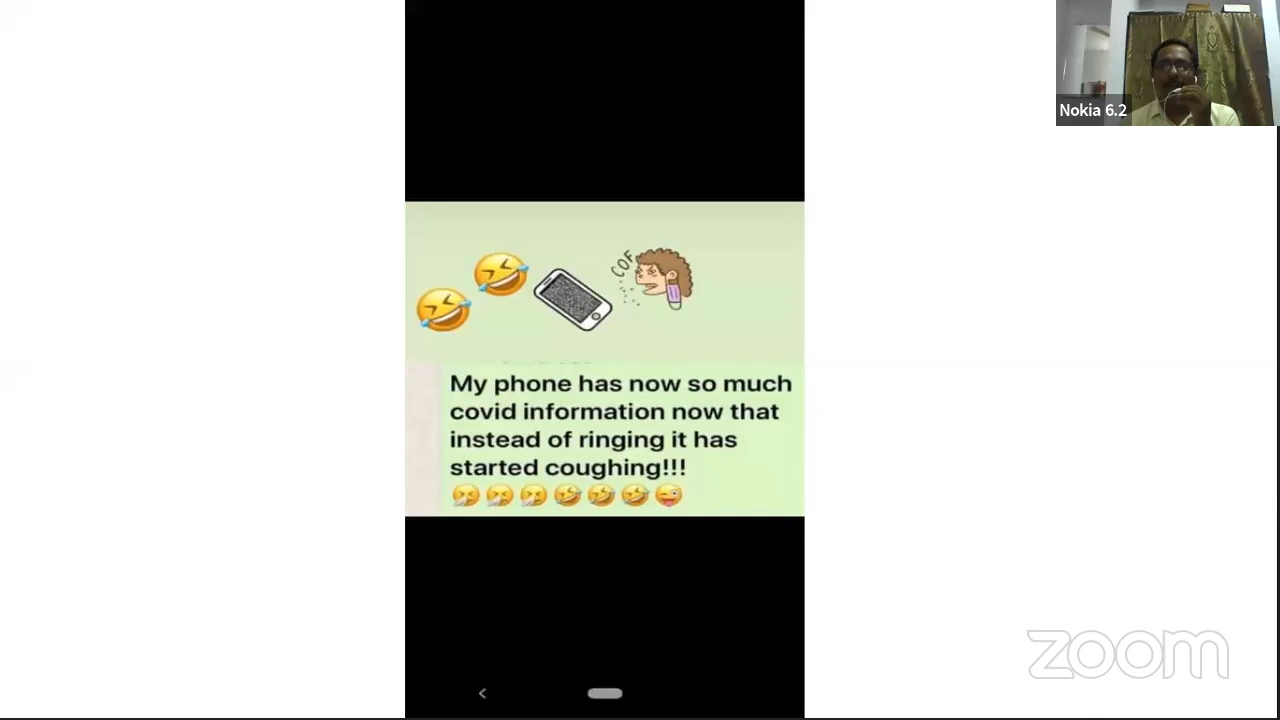 Nokia 6.2
COF
My phone has now so much
covid information now that
instead of ringing it has
started coughing!!!
zoom